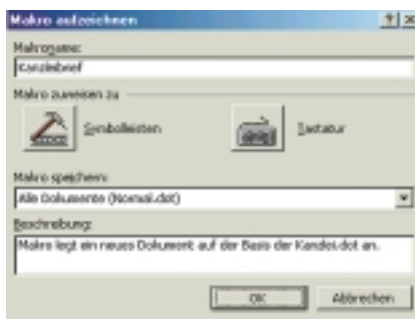 Makro aufzeichnen
Makroname:
Kanzleibrief
Makro zuweisen zu
Symbolleisten
Tastatur
Makro speichern:
Alle Dokumente (Normal.dot)
Beschreibung:
Makro legt ein neues Dokument auf der Basis der Kanzlei.dot an.
OK
Abbrechen